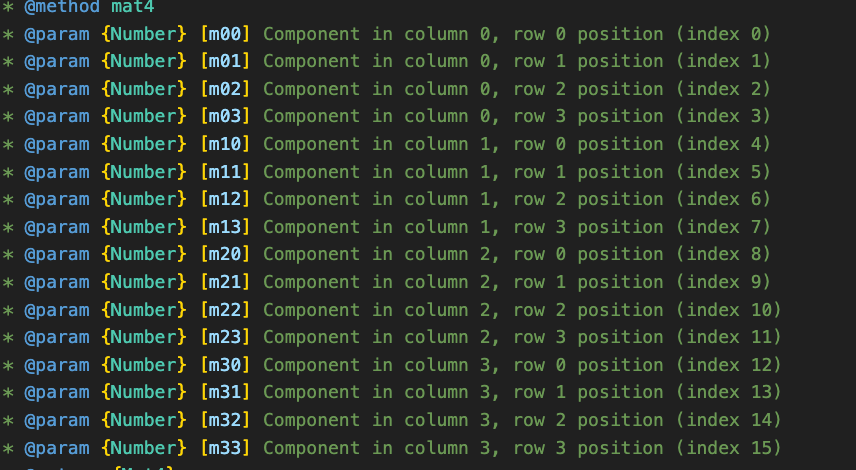 * @method mat4
* @param {Number} [m00] Component in column 0, row 0 position (index 0)
* @param {Number} [m01] Component in column 0, row 1 position (index 1)
* @param {Number} [m02] Component in column 0, row 2 position (index 2)
* @param {Number} [m03] Component in column 0, row 3 position (index 3)
* @param {Number} [m10] Component in column 1, row 0 position (index 4)
* @param {Number} [m11] Component in column 1, row 1 position (index 5)
* @param {Number} [m12] Component in column 1, row 2 position (index 6)
* @param {Number} [m13] Component in column 1, row 3 position (index 7)
* @param {Number} [m20] Component in column 2, row 0 position (index 8)
* @param {Number} [m21] Component in column 2, row 1 position (index 9)
* @param {Number} [m22] Component in column 2, row 2 position (index 10)
* @param {Number} [m23] Component in column 2, row 3 position (index 11)
* @param {Number} [m30] Component in column 3, row 0 position (index 12)
* @param {Number} [m31] Component in column 3, row 1 position (index 13)
* @param {Number} [m32] Component in column 3, row 2 position (index 14)
* @param {Number} [m33] Component in column 3, row 3 position (index 15)